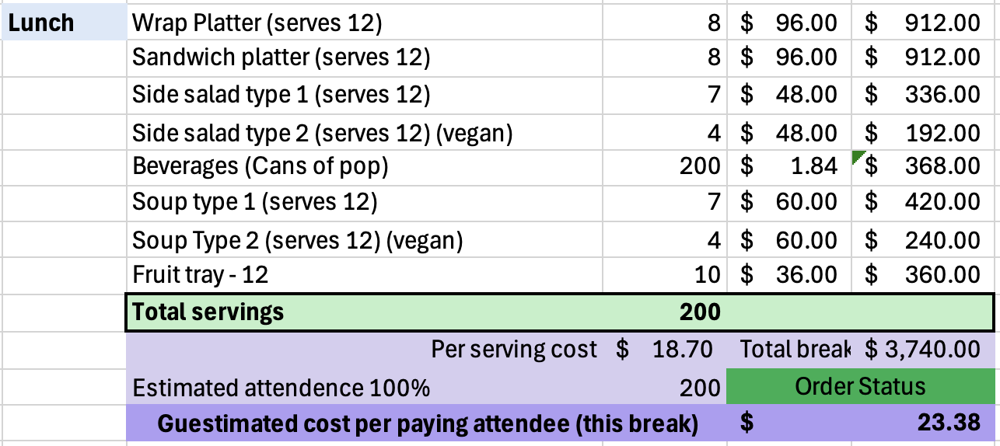 Lunch Wrap Platter (serves 12) 8 $ 96.00 $ 912.00
Sandwich platter (serves 12) 8 $ 96.00 $ 912.00
Side salad type 1 (serves 12) 7 $ 48.00 $ 336.00
Side salad type 2 (serves 12) (vegan) 4 $ 48.00 $ 192.00
Beverages (Cans of pop) 200 $ 1.84 $ 368.00
Soup type 1 (serves 12) 7 $ 60.00 $ 420.00
Soup Type 2 (serves 12) (vegan) 4 $ 60.00 $ 240.00
Fruit tray - 12 10 $ 36.00 $ 360.00
Total servings 200
Per serving cost $ 18.70 Total break $ 3,740.00
Estimated attendence 100% 200 Order Status
Guestimated cost per paying attendee (this break) $ 23.38